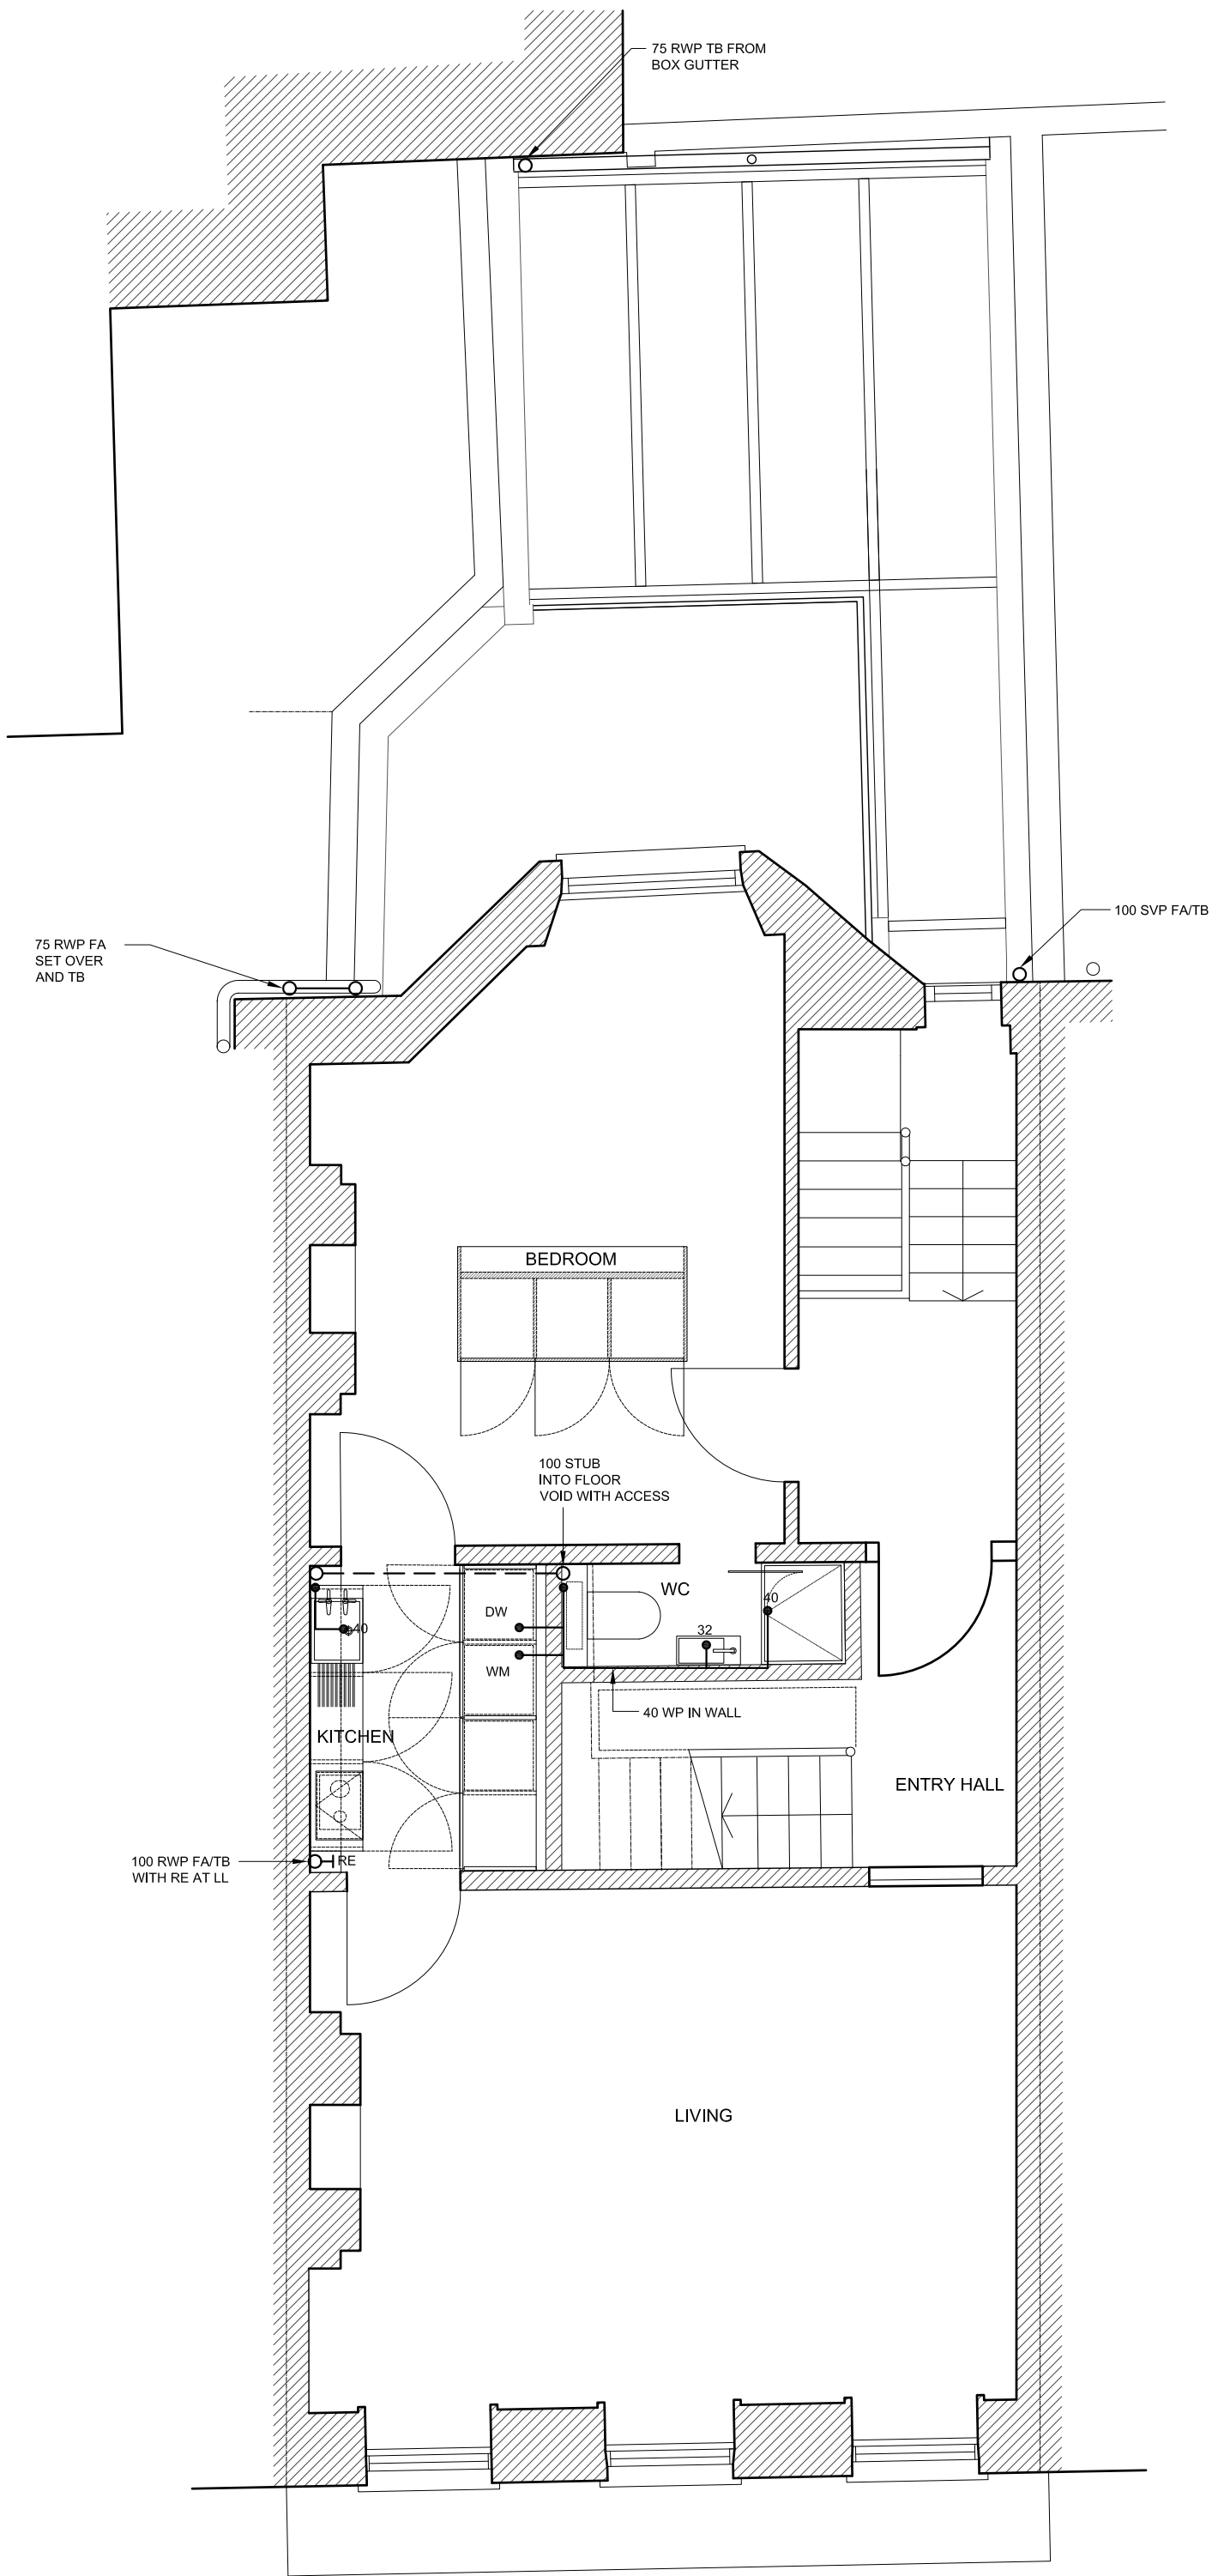 75 RWP TB FROM
BOX GUTTER
100 SVP FA/TB
75 RWP FA
SET OVER
AND TB
BEDROOM
100 STUB
INTO FLOOR
VOID WITH ACCESS
WC
40
DW
32
40
WM
40 WP IN WALL
KITCHEN
ENTRY HALL
100 RWP FA/TB
WITH RE AT LL
RE
LIVING